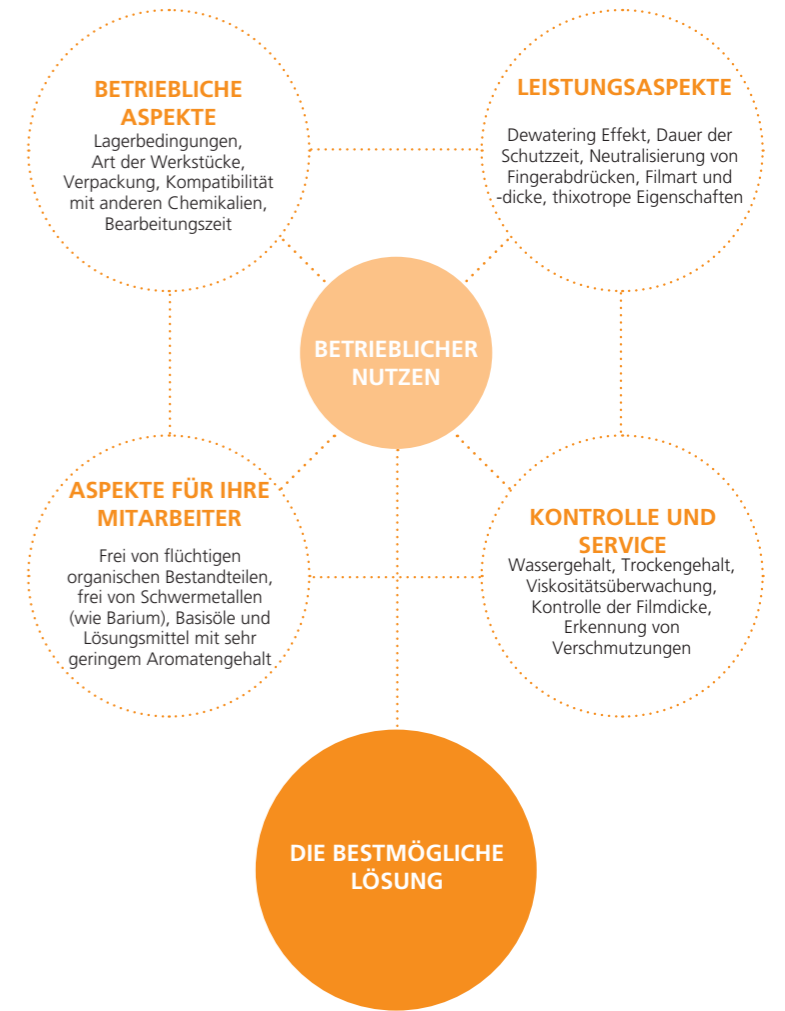 BETRIEBLICHE
ASPEKTE
Lagerbedingungen,
Art der Werkstücke,
Verpackung, Kompatibilität
mit anderen Chemikalien,
Bearbeitungszeit
LEISTUNGSASPEKTE
Dewatering Effekt, Dauer der
Schutzzeit, Neutralisierung von
Fingerabdrücken, Filmart und
-dicke, thixotrope Eigenschaften
BETRIEBLICHER
NUTZEN
ASPEKTE FÜR IHRE
MITARBEITER
Frei von flüchtigen
organischen Bestandteilen,
frei von Schwermetallen
(wie Barium), Basisöle und
Lösungsmittel mit sehr
geringem Aromatengehalt
KONTROLLE UND
SERVICE
Wassergehalt, Trockengehalt,
Viskositätsüberwachung,
Kontrolle der Filmdicke,
Erkennung von
Verschmutzungen
DIE BESTMÖGLICHE
LÖSUNG